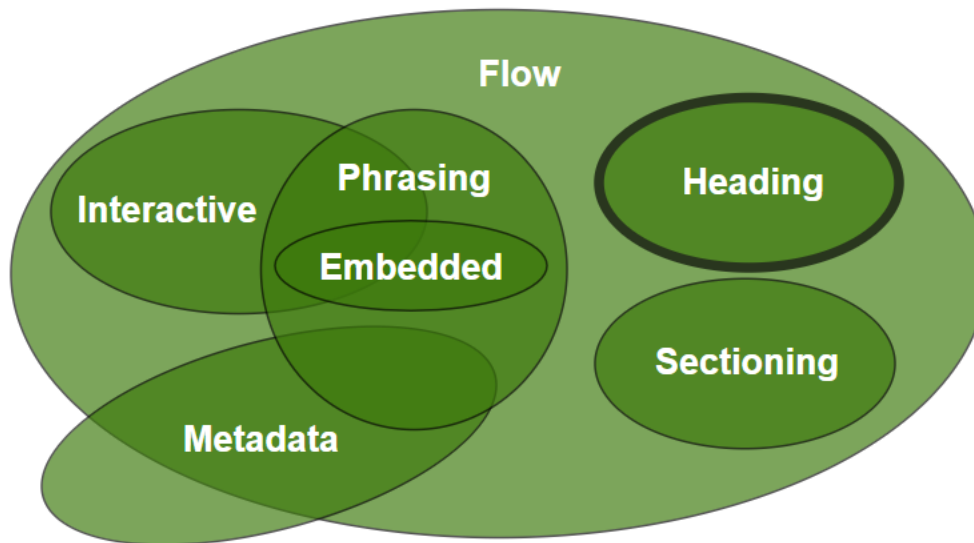 Flow
Phrasing
Heading
Interactive
Embedded
Sectioning
Metadata